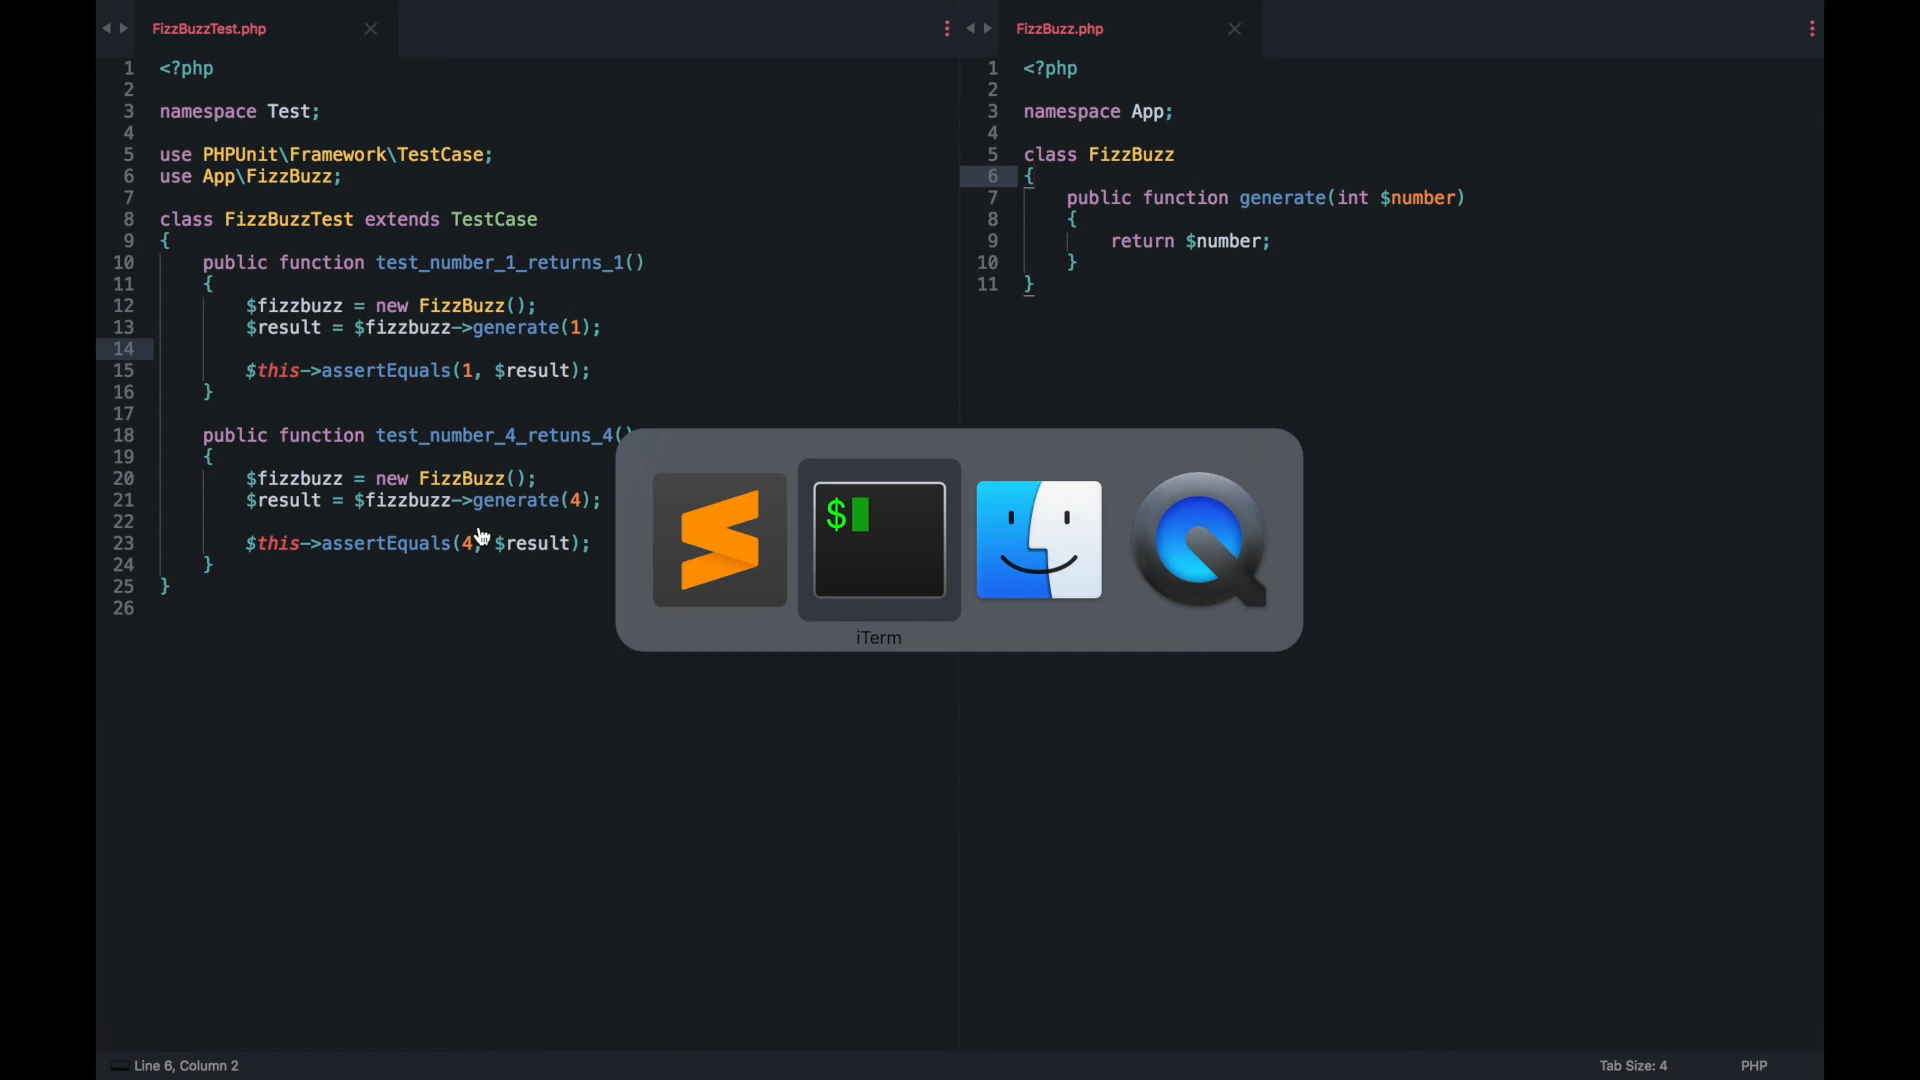 FizzBuzzTest.php
1 <?php
2
3 namespace Test;
4
5 use PHPUnit\Framework\TestCase;
6 use App\FizzBuzz;
7
8 class FizzBuzzTest extends TestCase
9 {
10 public function test_number_1_returns_1()
11 {
12 $fizzbuzz = new FizzBuzz();
13 $result = $fizzbuzz->generate(1);
14
15 $this->assertEquals(1, $result);
16 }
17
18 public function test_number_4_retuns_4()
19 {
20 $fizzbuzz = new FizzBuzz();
21 $result = $fizzbuzz->generate(4);
22
23 $this->assertEquals(4, $result);
24 }
25 }
26
FizzBuzz.php
1 <?php
2
3 namespace App;
4
5 class FizzBuzz
6 {
7 public function generate(int $number)
8 {
9 return $number;
10 }
11 }
$
iTerm
Line 6, Column 2
Tab Size: 4
PHP